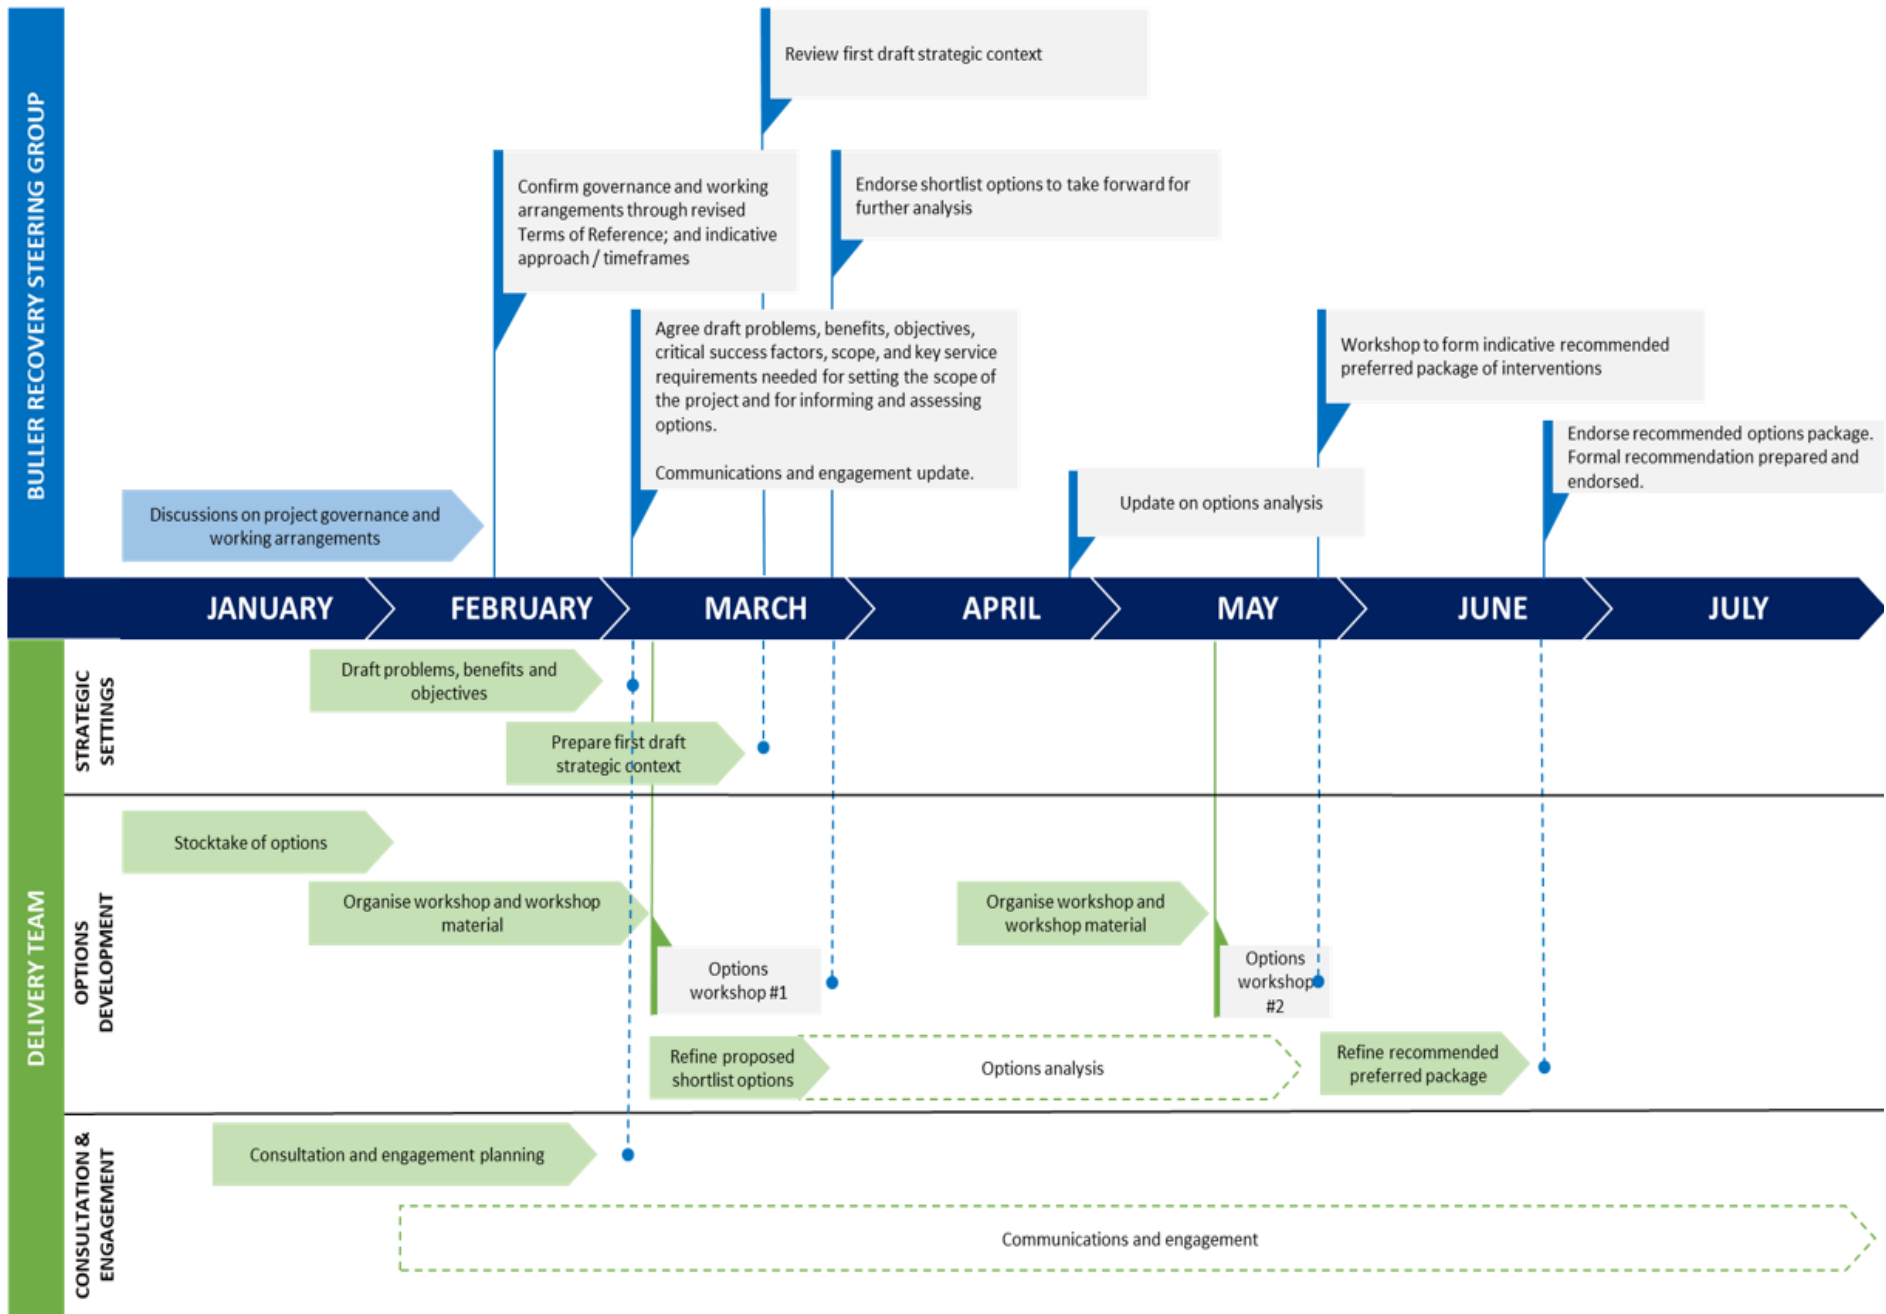 BULLER RECOVERY STEERING GROUP
Review first draft strategic context
Confirm governance and working
arrangements through revised
Terms of Reference; and indicative
approach / timeframes
Endorse shortlist options to take forward for
further analysis
Agree draft problems, benefits, objectives,
critical success factors, scope, and key service
requirements needed for setting the scope of
the project and for informing and assessing
options.
Communications and engagement update.
Workshop to form indicative recommended
preferred package of interventions
Endorse recommended options package.
Formal recommendation prepared and
endorsed.
Update on options analysis
Discussions on project governance and
working arrangements
JANUARY
FEBRUARY
MARCH
APRIL
MAY
JUNE
JULY
DELIVERY TEAM
STRATEGIC
SETTINGS
Draft problems, benefits and
objectives
Prepare first draft
strategic context
OPTIONS
DEVELOPMENT
Stocktake of options
Organise workshop and workshop
material
Organise workshop and
workshop material
Options
workshop #1
Options
workshop
#2
Refine proposed
shortlist options
Options analysis
Refine recommended
preferred package
CONSULTATION &
ENGAGEMENT
Consultation and engagement planning
Communications and engagement